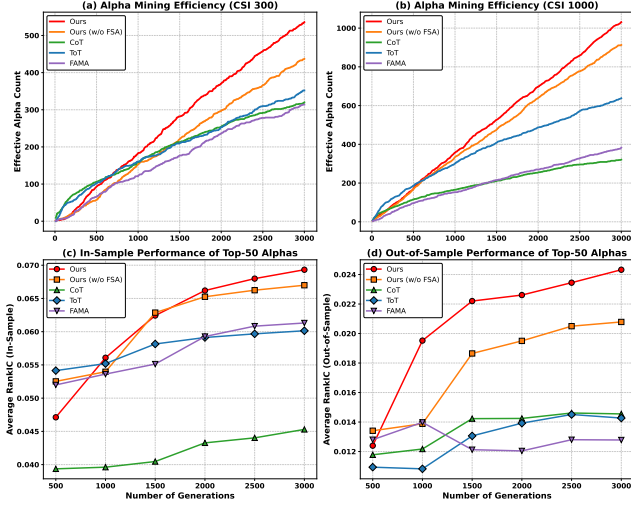 (a) Alpha Mining Efficiency (CSI 300)
Effective Alpha Count
500
400
300
200
100
0
Ours
Ours (w/o FSA)
CoT
ToT
FAMA
0 500 1000 1500 2000 2500 3000
(b) Alpha Mining Efficiency (CSI 1000)
Effective Alpha Count
1000
800
600
400
200
0
Ours
Ours (w/o FSA)
CoT
ToT
FAMA
0 500 1000 1500 2000 2500 3000
(c) In-Sample Performance of Top-50 Alphas
Average RankIC (In-Sample)
0.070
0.065
0.060
0.055
0.050
0.045
0.040
Ours
Ours (w/o FSA)
CoT
ToT
FAMA
500 1000 1500 2000 2500 3000
Number of Generations
(d) Out-of-Sample Performance of Top-50 Alphas
Average RankIC (Out-of-Sample)
0.024
0.022
0.020
0.018
0.016
0.014
0.012
Ours
Ours (w/o FSA)
CoT
ToT
FAMA
500 1000 1500 2000 2500 3000
Number of Generations